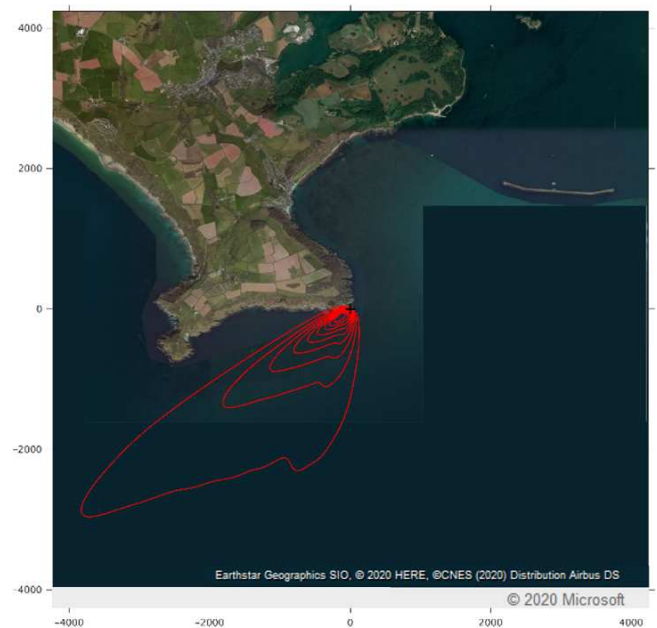 4000
2000
0
-2000
-4000
Earthstar Geographics SIO, © 2020 HERE, ©CNES (2020) Distribution Airbus DS
© 2020 Microsoft
-4000 -2000 0 2000 4000